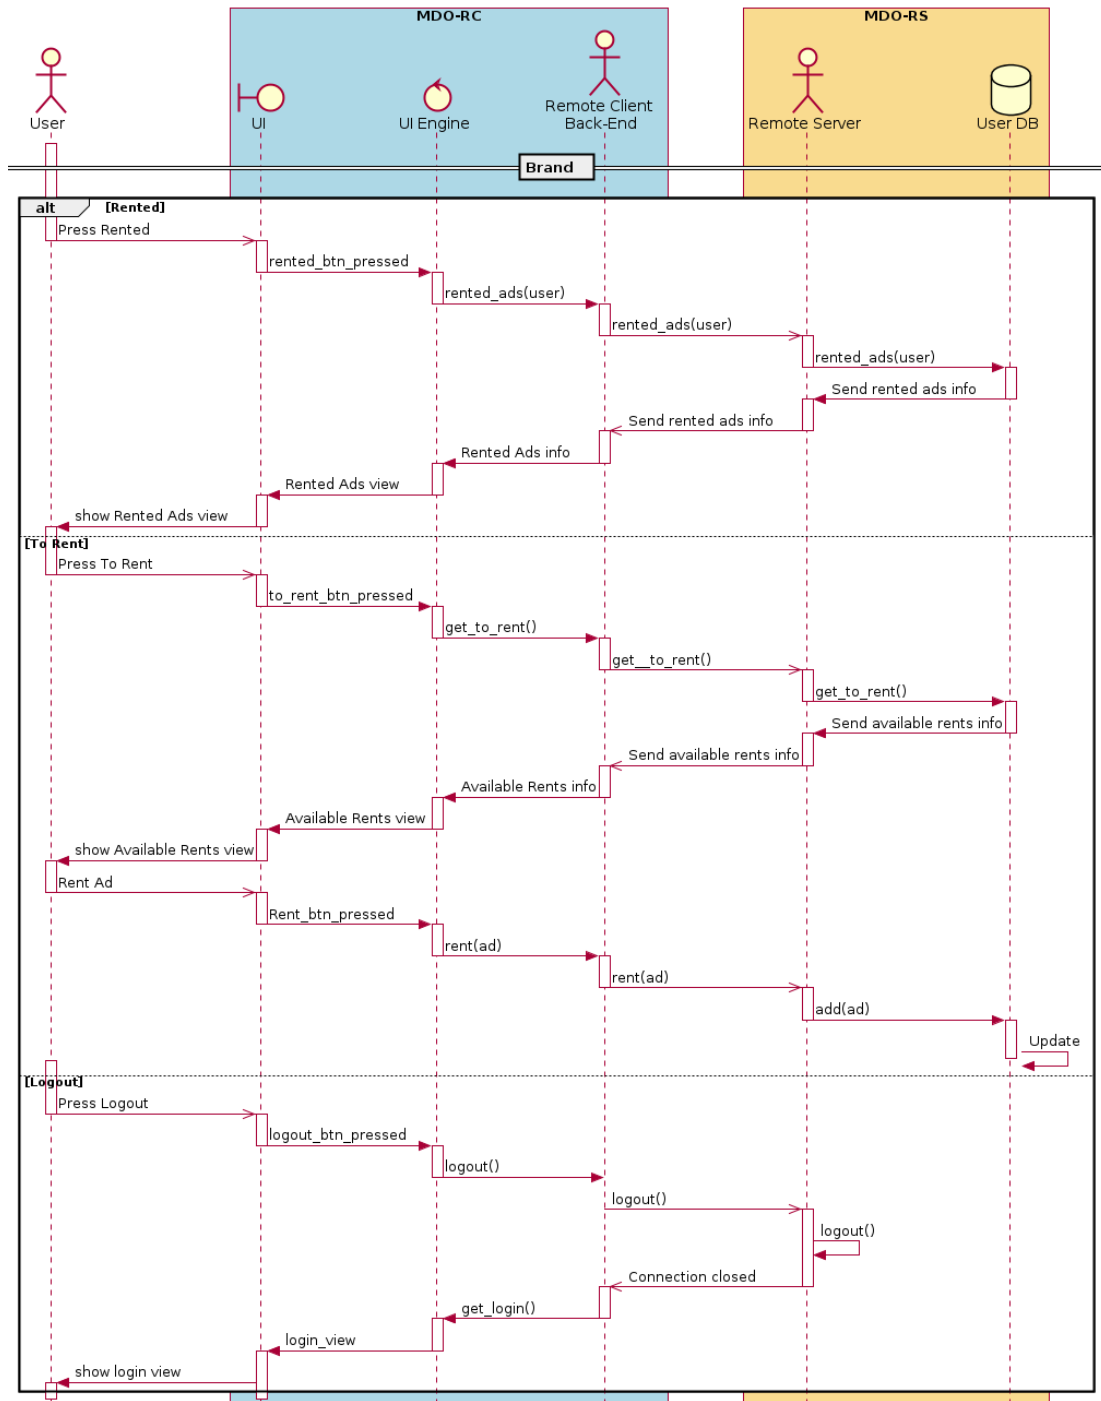 MDO-RC
MDO-RS
User
UI
UI Engine
Remote Client
Back-End
Remote Server
User DB
Brand
alt
[Rented]
Press Rented
rented_btn_pressed
rented_ads(user)
rented_ads(user)
rented_ads(user)
Send rented ads info
Send rented ads info
Rented Ads info
Rented Ads view
show Rented Ads view
[To Rent]
Press To Rent
to_rent_btn_pressed
get_to_rent()
get__to_rent()
get_to_rent()
Send available rents info
Send available rents info
Available Rents info
Available Rents view
show Available Rents view
Rent Ad
Rent_btn_pressed
rent(ad)
rent(ad)
add(ad)
Update
[Logout]
Press Logout
logout_btn_pressed
logout()
logout()
logout()
Connection closed
get_login()
login_view
show login view